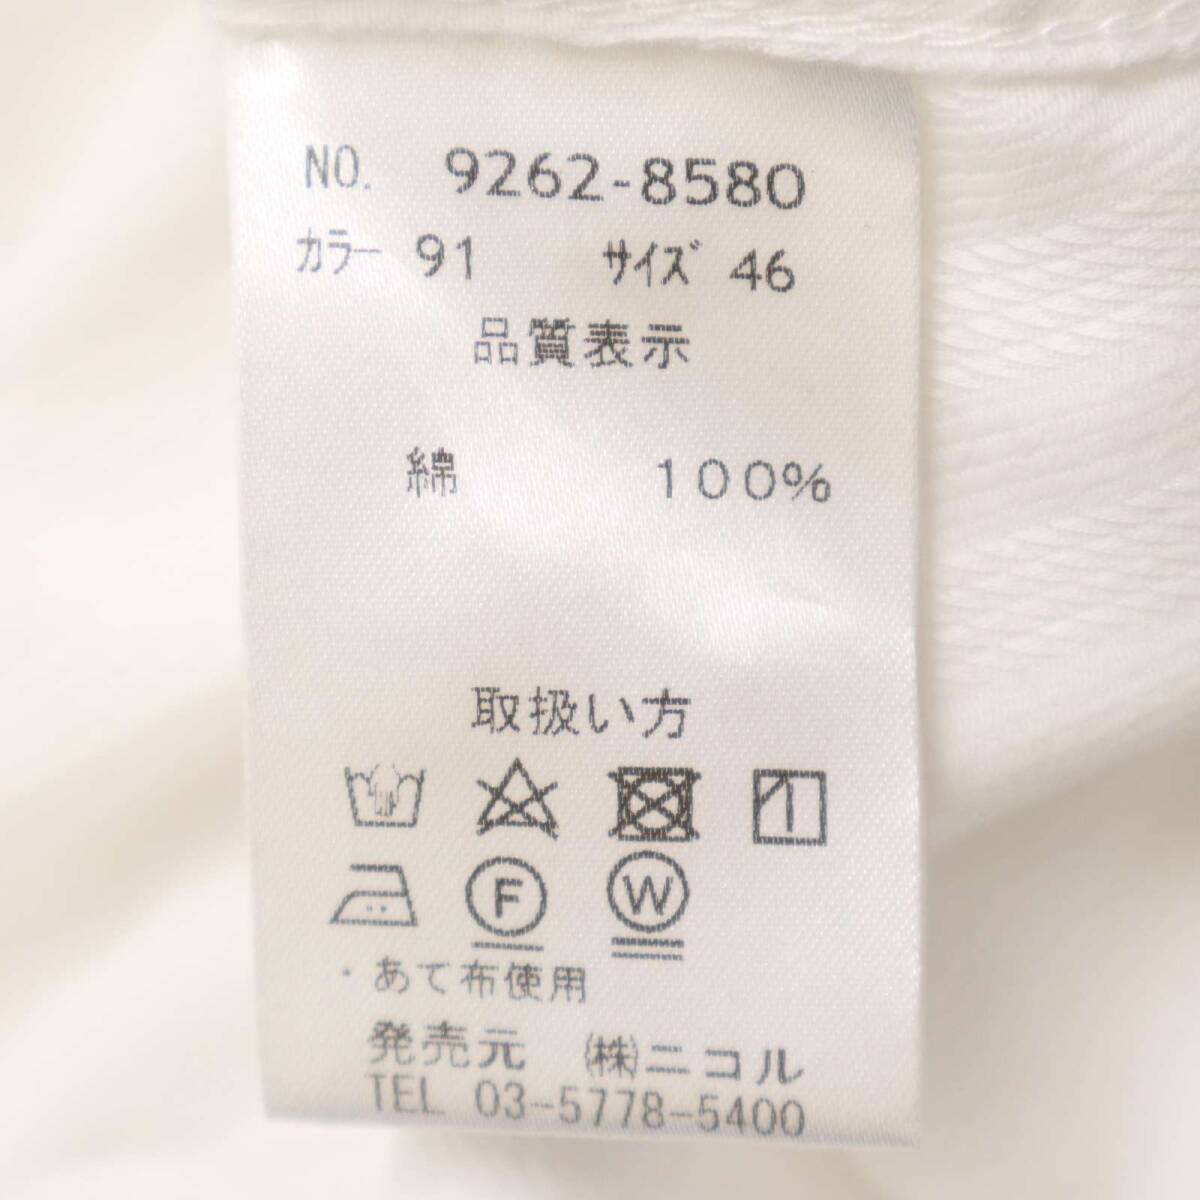 NO. 9262-8580
カラー 91 サイズ 46
品質表示
綿 100%
取扱い方
F W
・あて布使用
発売元 ㈱ニコル
TEL 03-5778-5400